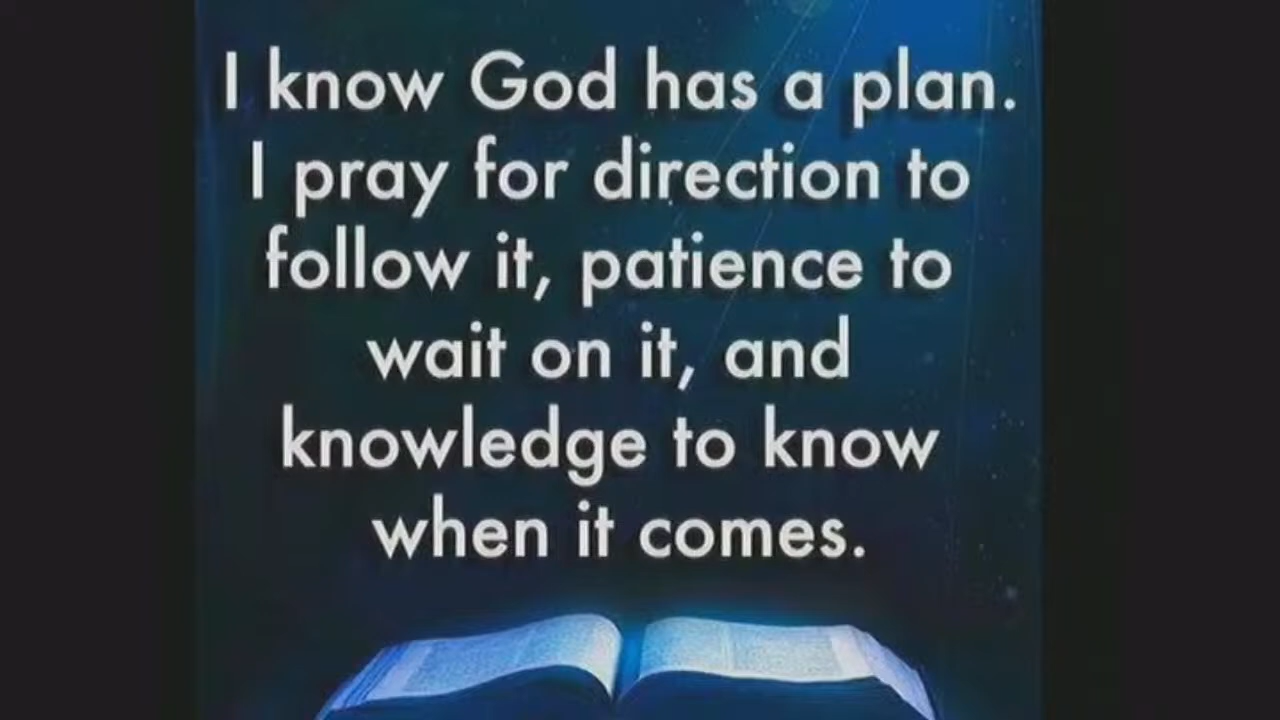 I know God has a plan.
I pray for direction to
follow it, patience to
wait on it, and
knowledge to know
when it comes.